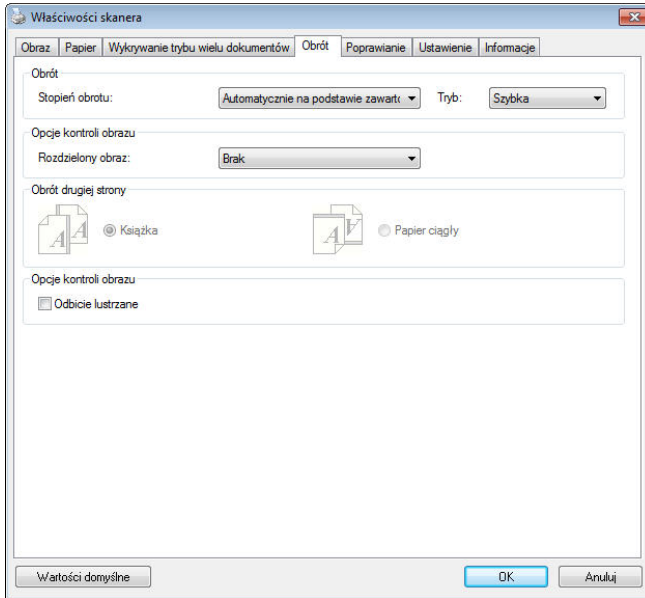 Właściwości skanera
Obraz Papier Wykrywanie trybu wielu dokumentów Obrót Poprawianie Ustawienie Informacje
Obrót
Stopień obrotu: Automatycznie na podstawie zawartc Tryb: Szybka
Opcje kontroli obrazu
Rozdzielony obraz: Brak
Obrót drugiej strony
Książka Papier ciągły
Opcje kontroli obrazu
Odbicie lustrzane
Wartości domyślne OK Anuluj